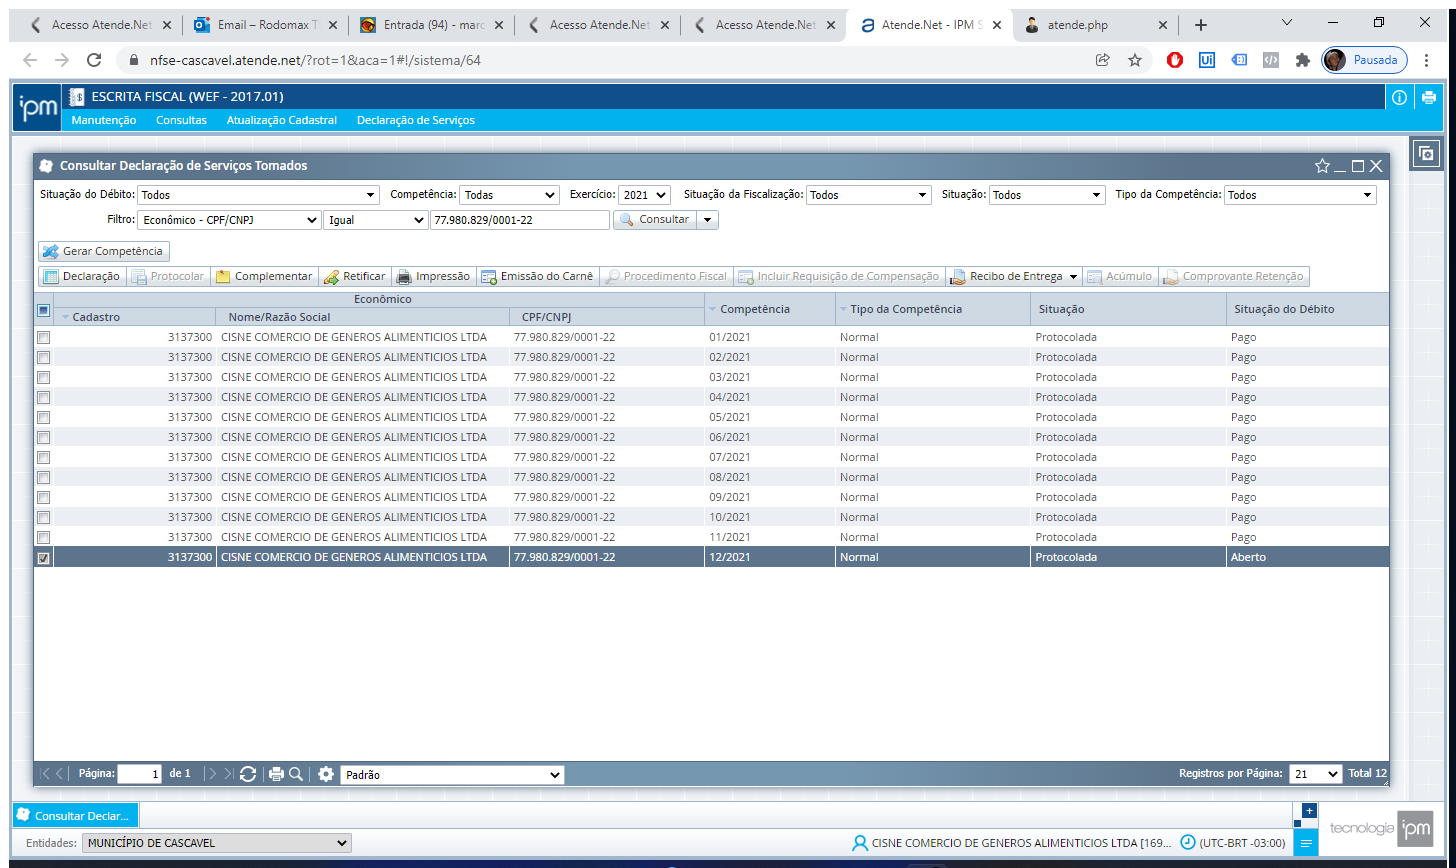 Acesso Atende.Net Email – Rodomax T Entrada (94) - marc Acesso Atende.Net Acesso Atende.Net Atende.Net - IPM S atende.php
nfse-cascavel.atende.net/?rot=1&aca=1#!/sistema/64 Pausada
ipm ESCRITA FISCAL (WEF - 2017.01)
Manutenção Consultas Atualização Cadastral Declaração de Serviços
Consultar Declaração de Serviços Tomados
Situação do Débito: Todos Competência: Todas Exercício: 2021 Situação da Fiscalização: Todos Situação: Todos Tipo da Competência: Todos
Filtro: Econômico - CPF/CNPJ Igual 77.980.829/0001-22 Consultar
Gerar Competência
Declaração Protocolar Complementar Retificar Impressão Emissão do Carnê Procedimento Fiscal Incluir Requisição de Compensação Recibo de Entrega Acúmulo Comprovante Retenção
Econômico
Cadastro Nome/Razão Social CPF/CNPJ Competência Tipo da Competência Situação Situação do Débito
3137300 CISNE COMERCIO DE GENEROS ALIMENTICIOS LTDA 77.980.829/0001-22 01/2021 Normal Protocolada Pago
3137300 CISNE COMERCIO DE GENEROS ALIMENTICIOS LTDA 77.980.829/0001-22 02/2021 Normal Protocolada Pago
3137300 CISNE COMERCIO DE GENEROS ALIMENTICIOS LTDA 77.980.829/0001-22 03/2021 Normal Protocolada Pago
3137300 CISNE COMERCIO DE GENEROS ALIMENTICIOS LTDA 77.980.829/0001-22 04/2021 Normal Protocolada Pago
3137300 CISNE COMERCIO DE GENEROS ALIMENTICIOS LTDA 77.980.829/0001-22 05/2021 Normal Protocolada Pago
3137300 CISNE COMERCIO DE GENEROS ALIMENTICIOS LTDA 77.980.829/0001-22 06/2021 Normal Protocolada Pago
3137300 CISNE COMERCIO DE GENEROS ALIMENTICIOS LTDA 77.980.829/0001-22 07/2021 Normal Protocolada Pago
3137300 CISNE COMERCIO DE GENEROS ALIMENTICIOS LTDA 77.980.829/0001-22 08/2021 Normal Protocolada Pago
3137300 CISNE COMERCIO DE GENEROS ALIMENTICIOS LTDA 77.980.829/0001-22 09/2021 Normal Protocolada Pago
3137300 CISNE COMERCIO DE GENEROS ALIMENTICIOS LTDA 77.980.829/0001-22 10/2021 Normal Protocolada Pago
3137300 CISNE COMERCIO DE GENEROS ALIMENTICIOS LTDA 77.980.829/0001-22 11/2021 Normal Protocolada Pago
3137300 CISNE COMERCIO DE GENEROS ALIMENTICIOS LTDA 77.980.829/0001-22 12/2021 Normal Protocolada Aberto
Página: 1 de 1 Padrão Registros por Página: 21 Total 12
Consultar Declar...
Entidades: MUNICÍPIO DE CASCAVEL CISNE COMERCIO DE GENEROS ALIMENTICIOS LTDA [169... (UTC-BRT -03:00) tecnologia ipm